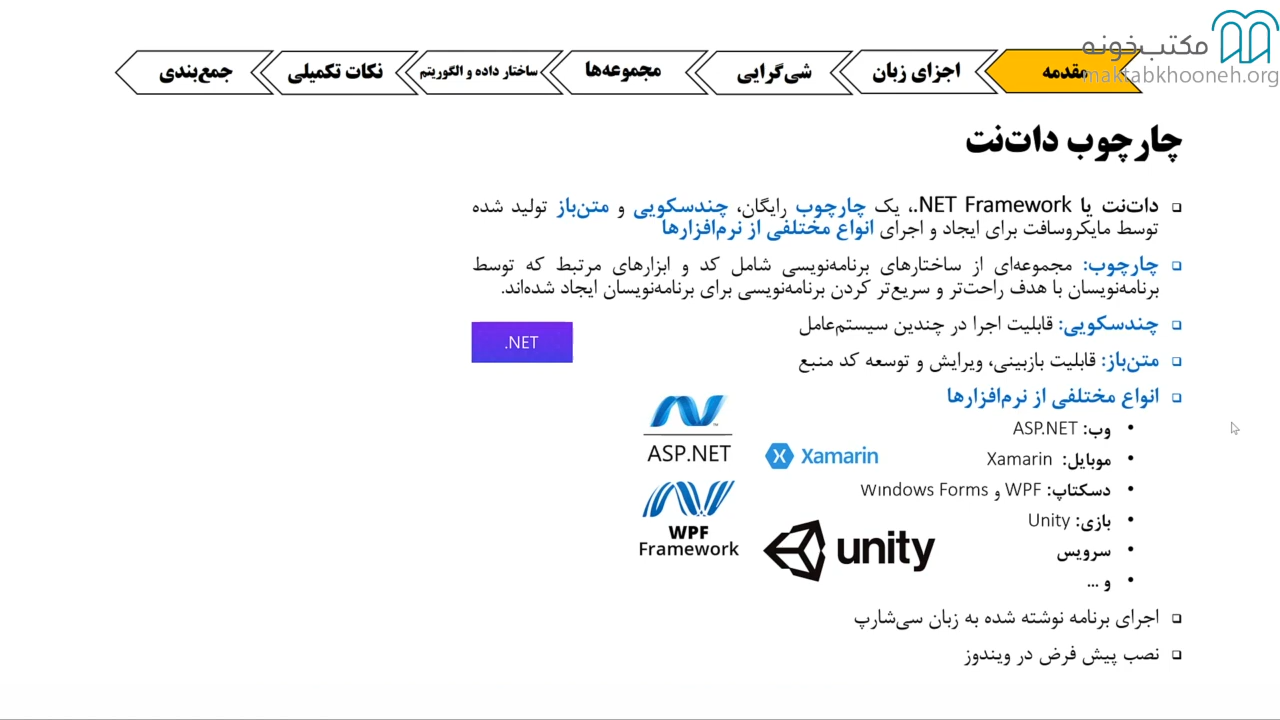 مکتب‌خونه
maktabkhooneh.org
مقدمه
اجزای زبان
شی‌گرایی
مجموعه‌ها
ساختار داده و الگوریتم
نکات تکمیلی
جمع‌بندی
چارچوب دات‌نت
دات‌نت یا NET Framework.، یک چارچوب رایگان، چندسکویی و متن‌باز تولید شده
توسط مایکروسافت برای ایجاد و اجرای انواع مختلفی از نرم‌افزارها
چارچوب: مجموعه‌ای از ساختارهای برنامه‌نویسی شامل کد و ابزارهای مرتبط که توسط
برنامه‌نویسان با هدف راحت‌تر و سریع‌تر کردن برنامه‌نویسی برای برنامه‌نویسان ایجاد شده‌اند.
چندسکویی: قابلیت اجرا در چندین سیستم‌عامل
.NET
متن‌باز: قابلیت بازبینی، ویرایش و توسعه کد منبع
انواع مختلفی از نرم‌افزارها
وب: ASP.NET
موبایل: Xamarin
دسکتاپ: WPF و Windows Forms
بازی: Unity
سرویس
و ...
ASP.NET
Xamarin
WPF
Framework
unity
اجرای برنامه نوشته شده به زبان سی‌شارپ
نصب پیش فرض در ویندوز